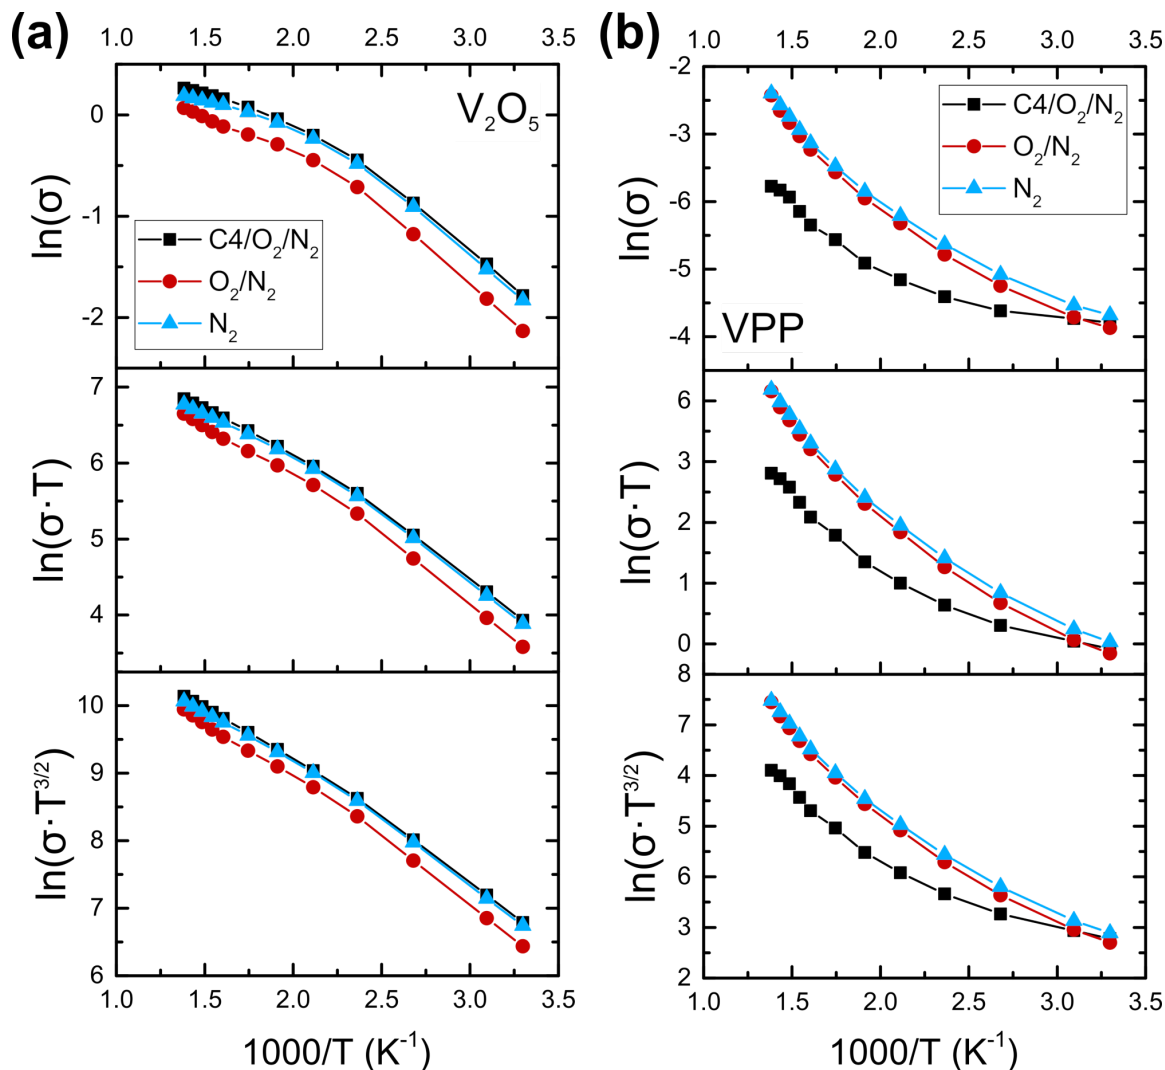 (a)
1.0 1.5 2.0 2.5 3.0 3.5
ln(σ)
0
-1
-2
V₂O₅
C4/O₂/N₂
O₂/N₂
N₂
ln(σ·T)
7
6
5
4
ln(σ·T³ᐟ²)
10
9
8
7
6
1.0 1.5 2.0 2.5 3.0 3.5
1000/T (K⁻¹)
(b)
1.0 1.5 2.0 2.5 3.0 3.5
ln(σ)
-2
-3
-6
-5
-4
C4/O₂/N₂
O₂/N₂
N₂
VPP
ln(σ·T)
6
3
2
1
0
ln(σ·T³ᐟ²)
8
7
4
5
6
3
2
1.0 1.5 2.0 2.5 3.0 3.5
1000/T (K⁻¹)